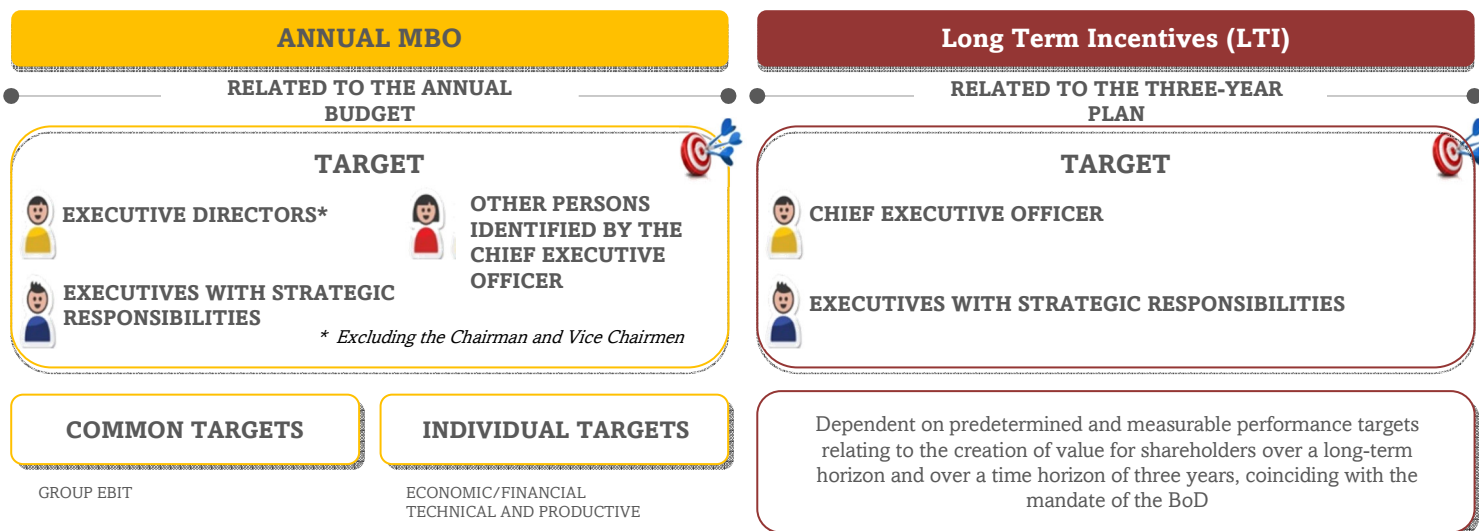 ANNUAL MBO
RELATED TO THE ANNUAL
BUDGET
TARGET
EXECUTIVE DIRECTORS*
OTHER PERSONS
IDENTIFIED BY THE
CHIEF EXECUTIVE
OFFICER
EXECUTIVES WITH STRATEGIC
RESPONSIBILITIES
* Excluding the Chairman and Vice Chairmen
COMMON TARGETS
GROUP EBIT
INDIVIDUAL TARGETS
ECONOMIC/FINANCIAL
TECHNICAL AND PRODUCTIVE
Long Term Incentives (LTI)
RELATED TO THE THREE-YEAR
PLAN
TARGET
CHIEF EXECUTIVE OFFICER
EXECUTIVES WITH STRATEGIC RESPONSIBILITIES
Dependent on predetermined and measurable performance targets
relating to the creation of value for shareholders over a long-term
horizon and over a time horizon of three years, coinciding with the
mandate of the BoD